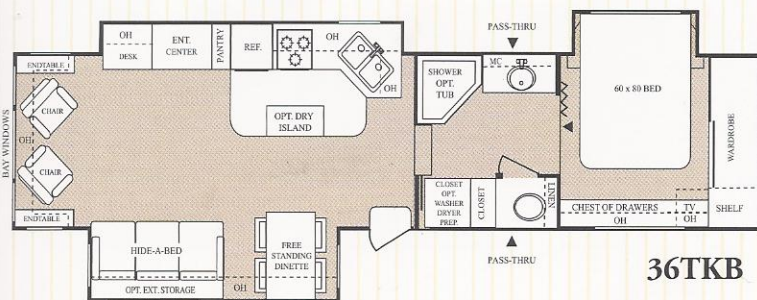 OH
DESK
ENT.
CENTER
PANTRY
REF.
OH
OH
PASS-THRU
MC
SHOWER
OPT.
TUB
60 x 80 BED
WARDROBE
ENDTABLE
CHAIR
BAY WINDOWS
OH
CHAIR
ENDTABLE
OPT. DRY
ISLAND
CLOSET
OPT.
WASHER
DRYER
PREP.
CLOSET
LINEN
CHEST OF DRAWERS
OH
TV
OH
SHELF
HIDE-A-BED
OPT. EXT. STORAGE
OH
FREE
STANDING
DINETTE
PASS-THRU
36TKB